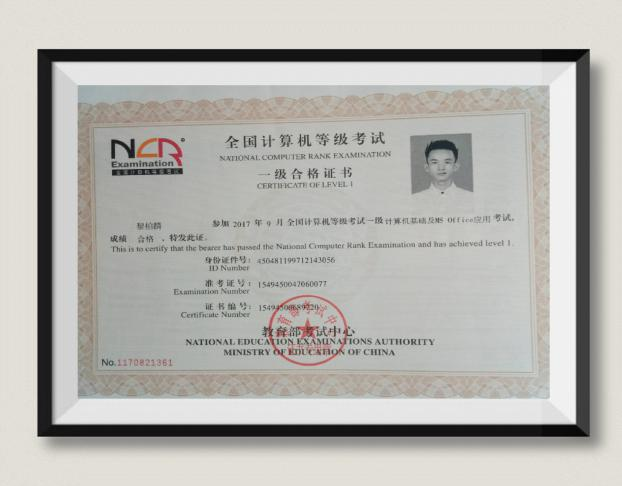 NCR
Examination
全国计算机等级考试
全国计算机等级考试
NATIONAL COMPUTER RANK EXAMINATION
一级合格证书
CERTIFICATE OF LEVEL 1
黎柏麟 参加 2017 年 9 月全国计算机等级考试一级计算机基础及MS Office应用 考试,
成绩 合格 、特发此证。
This is to certify that the bearer has passed the National Computer Rank Examination and has achieved level 1.
身份证件号: 450481199712143056
ID Number
准考证号: 1549450047060077
Examination Number
证书编号:
Certificate Number
教育部考试中心
NATIONAL EDUCATION EXAMINATIONS AUTHORITY
MINISTRY OF EDUCATION OF CHINA
No.1170821361